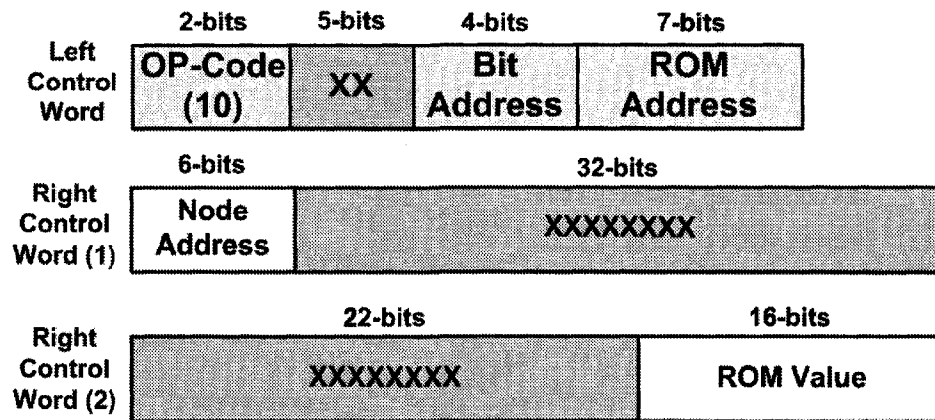 2-bits 5-bits 4-bits 7-bits
Left
Control
Word
OP-Code
(10)
XX
Bit
Address
ROM
Address
6-bits 32-bits
Right
Control
Word (1)
Node
Address
XXXXXXXX
22-bits 16-bits
Right
Control
Word (2)
XXXXXXXX
ROM Value